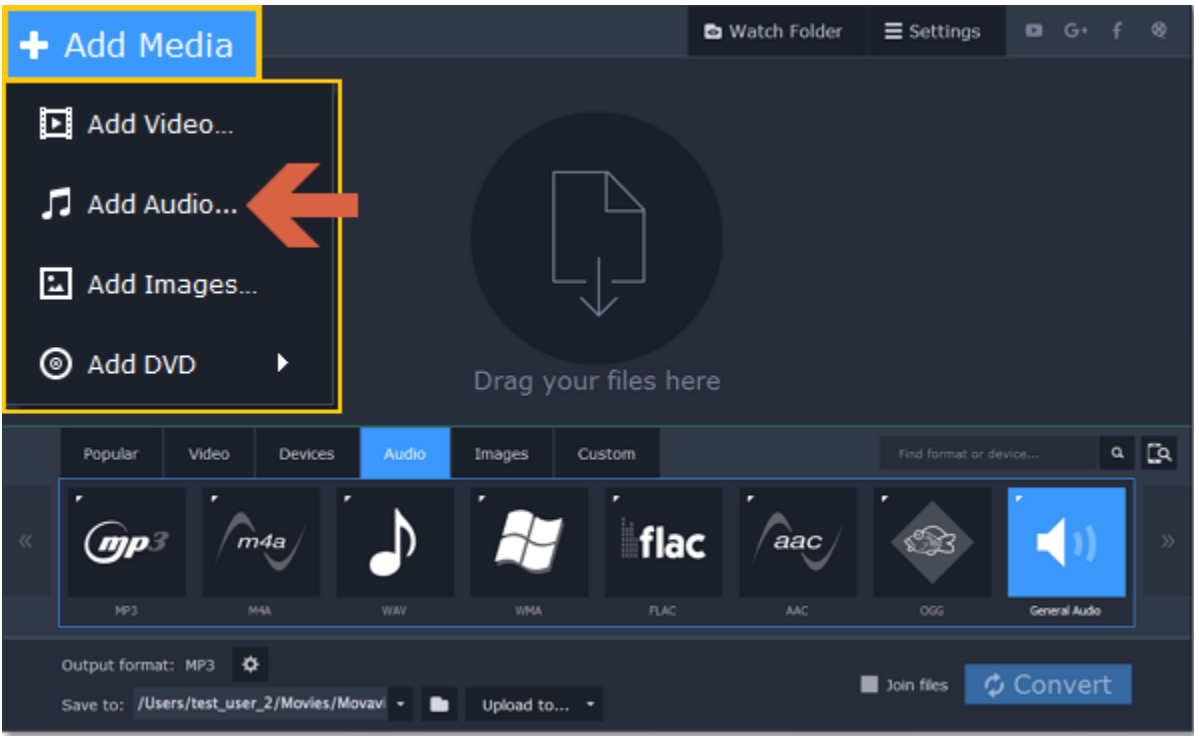 Add Media
Watch Folder
Settings
G+
f
Add Video...
Add Audio...
Add Images...
Add DVD
Drag your files here
Popular
Video
Devices
Audio
Images
Custom
Find format or device...
mp3
m4a
flac
aac
MP3
M4A
WAV
WMA
FLAC
AAC
OGG
General Audio
Output format: MP3
Join files
Convert
Save to: /Users/test_user_2/Movies/Movavi
Upload to...